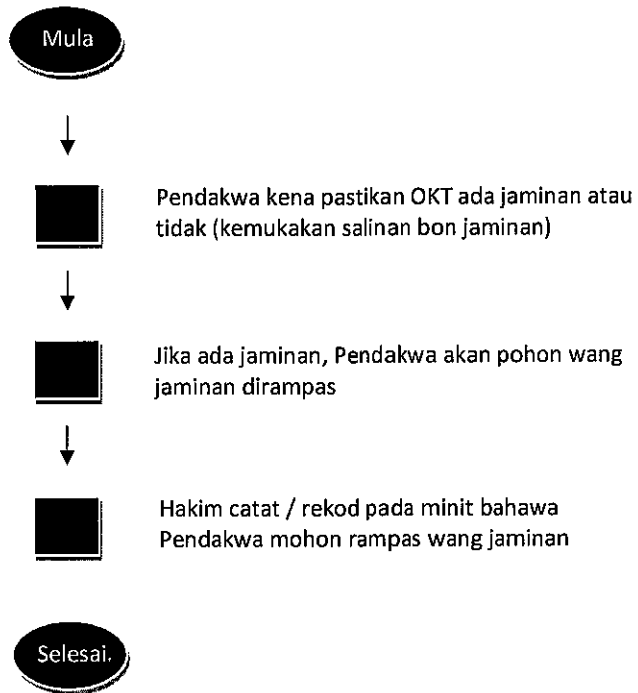 Mula
Pendakwa kena pastikan OKT ada jaminan atau
tidak (kemukakan salinan bon jaminan)
Jika ada jaminan, Pendakwa akan pohon wang
jaminan dirampas
Hakim catat / rekod pada minit bahawa
Pendakwa mohon rampas wang jaminan
Selesai.